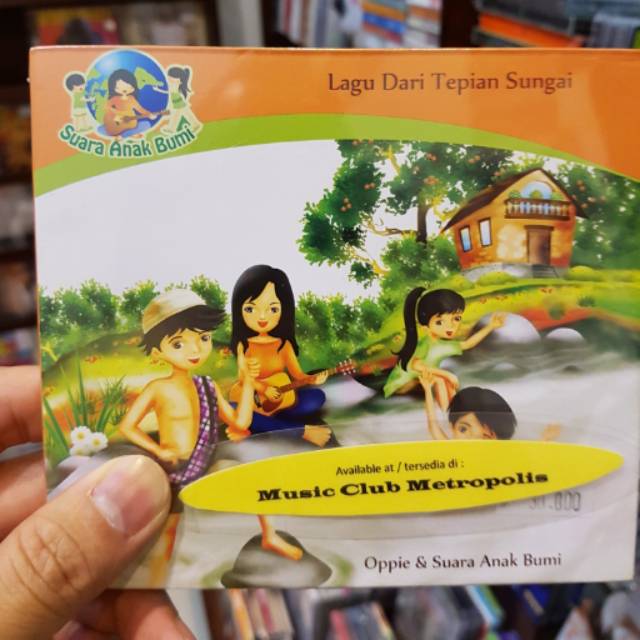 Suara Anak Bumi
Lagu Dari Tepian Sungai
Available at / tersedia di :
Music Club Metropolis
Oppie & Suara Anak Bumi